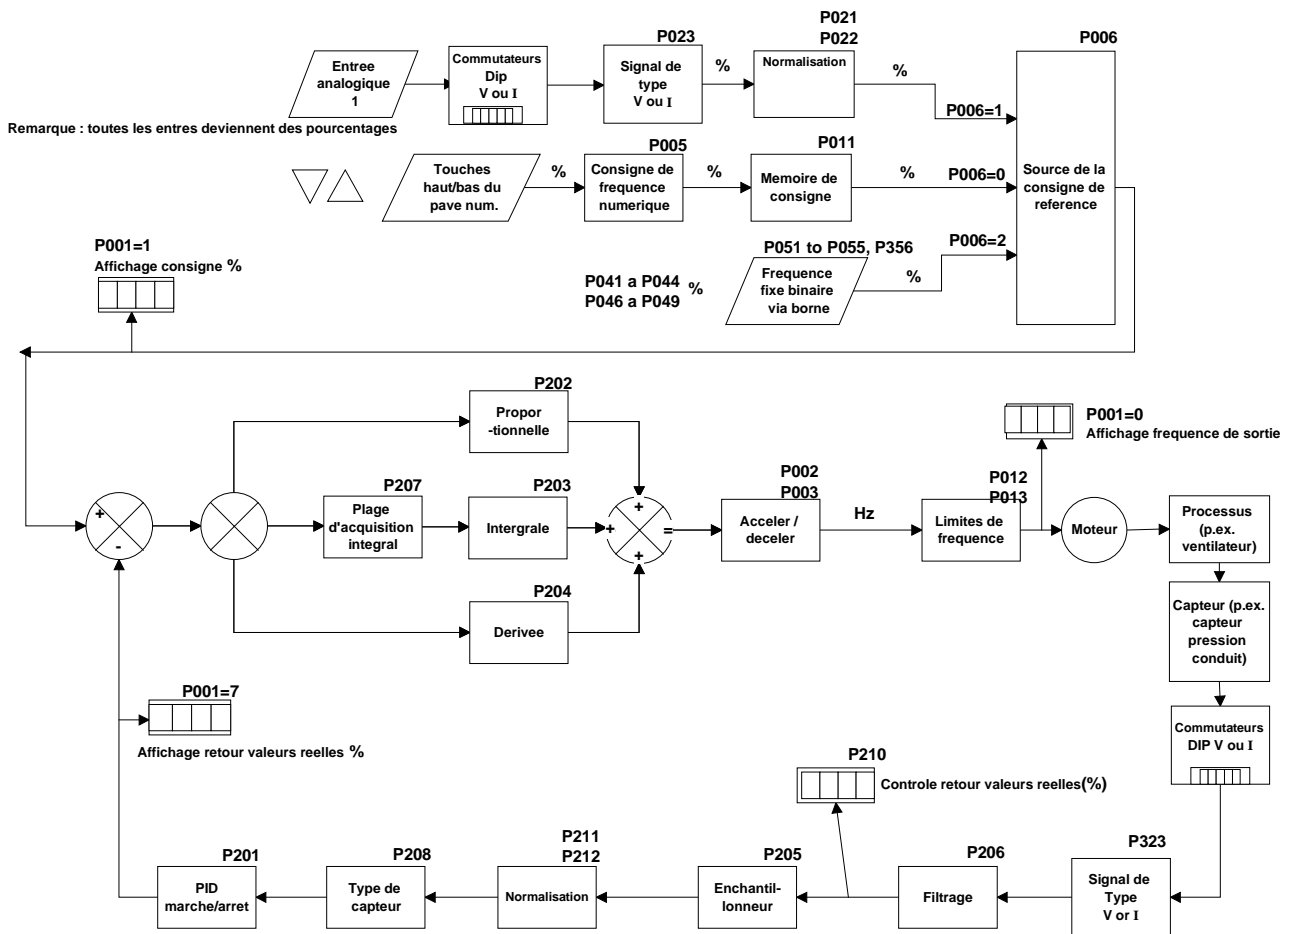 P021
P022
P023
P006
Entree
analogique
1
Commutateurs
Dip
V ou I
Signal de
type
V ou I
%
Normalisation
%
P006=1
Remarque : toutes les entres deviennent des pourcentages
P005
P011
Touches
haut/bas du
pave num.
%
Consigne de
frequence
numerique
%
Memoire de
consigne
%
P006=0
Source de la
consigne de
reference
P051 to P055, P356
P006=2
P041 a P044
P046 a P049
%
Frequence
fixe binaire
via borne
%
P001=1
Affichage consigne %
P202
Propor
-tionnelle
P001=0
Affichage frequence de sortie
P207
P203
P002
P003
P012
P013
+
-
Plage
d'acquisition
integral
Intergrale
+
+
=
+
Acceler /
deceler
Hz
Limites de
frequence
Moteur
Processus
(p.ex.
ventilateur)
P204
Derivee
Capteur (p.ex.
capteur
pression
conduit)
P001=7
Affichage retour valeurs reelles %
Commutateurs
DIP V ou I
P210
Controle retour valeurs reelles(%)
P201
P208
P211
P212
P205
P206
P323
PID
marche/arret
Type de
capteur
Normalisation
Enchantil-
lonneur
Filtrage
Signal de
Type
V or I